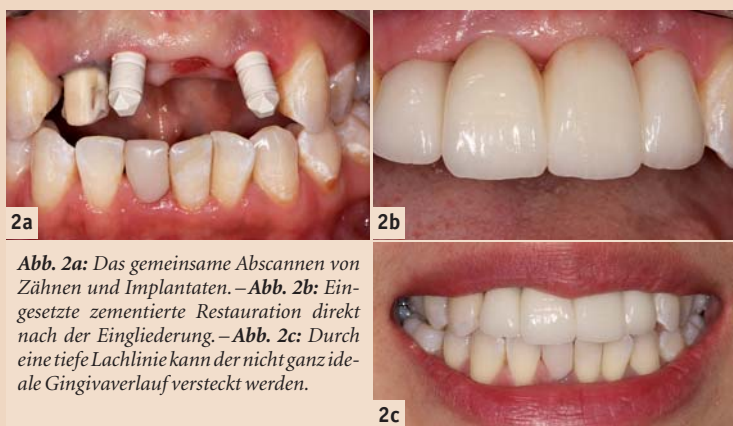 2a
2b
Abb. 2a: Das gemeinsame Abscannen von
Zähnen und Implantaten. – Abb. 2b: Ein-
gesetzte zementierte Restauration direkt
nach der Eingliederung. – Abb. 2c: Durch
eine tiefe Lachlinie kann der nicht ganz ide-
ale Gingivaverlauf versteckt werden.
2c